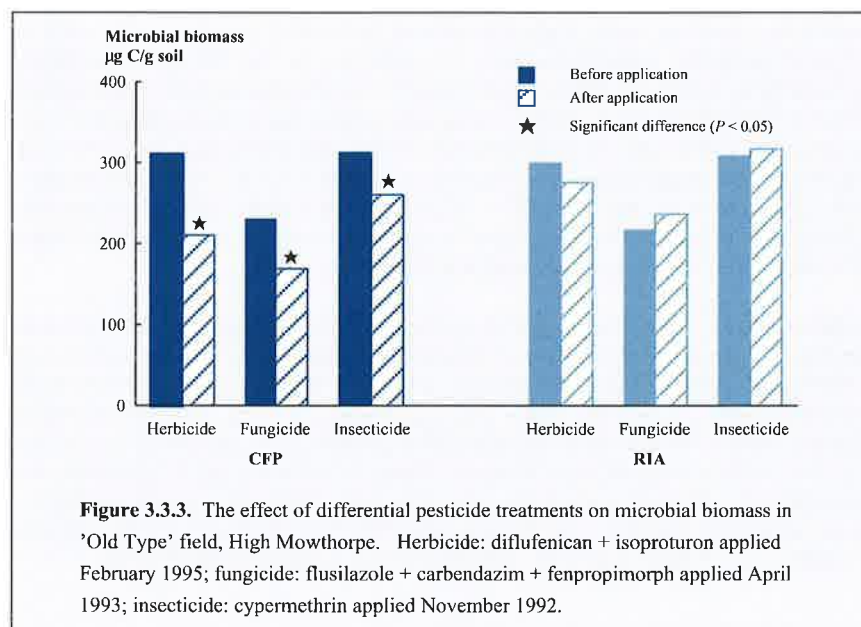 Microbial biomass
µg C/g soil
400
300
200
100
0
Before application
After application
Significant difference (P < 0.05)
Herbicide Fungicide Insecticide
CFP
Herbicide Fungicide Insecticide
RIA
Figure 3.3.3. The effect of differential pesticide treatments on microbial biomass in
'Old Type' field, High Mowthorpe. Herbicide: diflufenican + isoproturon applied
February 1995; fungicide: flusilazole + carbendazim + fenpropimorph applied April
1993; insecticide: cypermethrin applied November 1992.